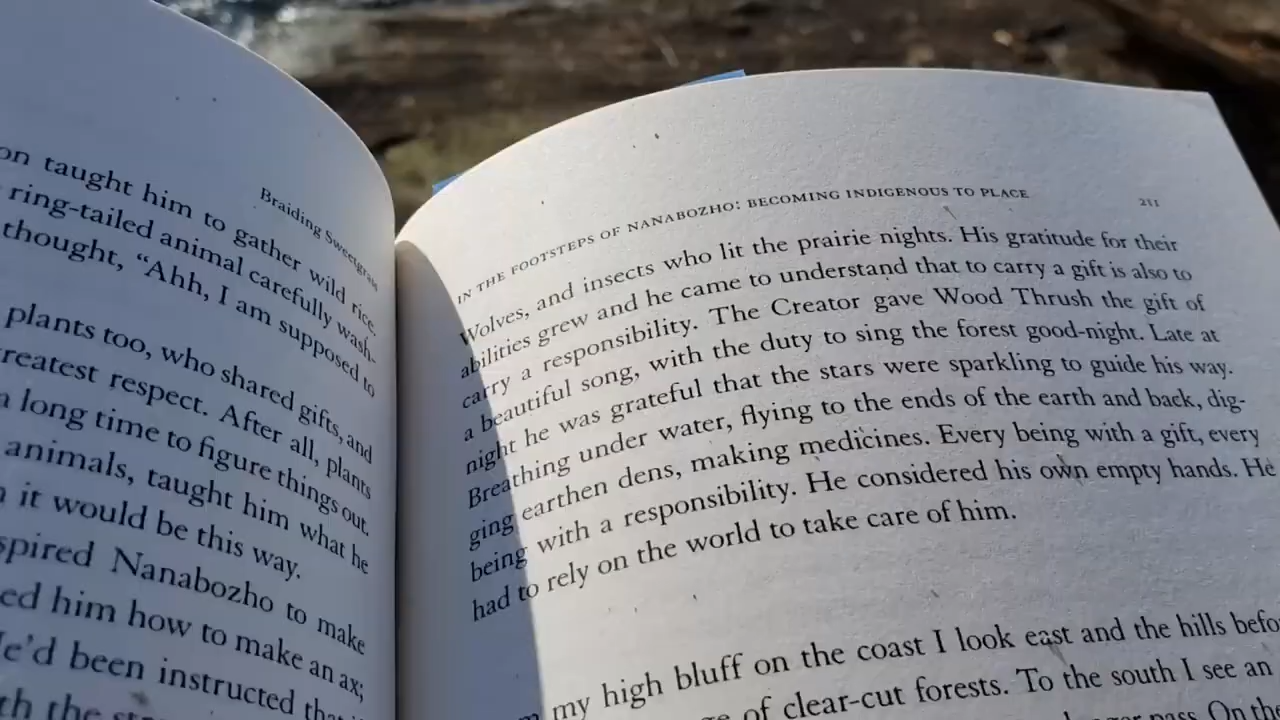 Braiding Sweetgrass
on taught him to gather wild rice.
ring-tailed animal carefully wash-
thought, “Ahh, I am supposed to
plants too, who shared gifts, and
reatest respect. After all, plants
a long time to figure things out.
animals, taught him what he
it would be this way.
spired Nanabozho to make
ed him how to make an ax;
He’d been instructed that
th the
IN THE FOOTSTEPS OF NANABOZHO: BECOMING INDIGENOUS TO PLACE 211
Wolves, and insects who lit the prairie nights. His gratitude for their
abilities grew and he came to understand that to carry a gift is also to
carry a responsibility. The Creator gave Wood Thrush the gift of
a beautiful song, with the duty to sing the forest good-night. Late at
night he was grateful that the stars were sparkling to guide his way.
Breathing under water, flying to the ends of the earth and back, dig-
ging earthen dens, making medicines. Every being with a gift, every
being with a responsibility. He considered his own empty hands. He
had to rely on the world to take care of him.
my high bluff on the coast I look east and the hills befo
of clear-cut forests. To the south I see an
pass. On the